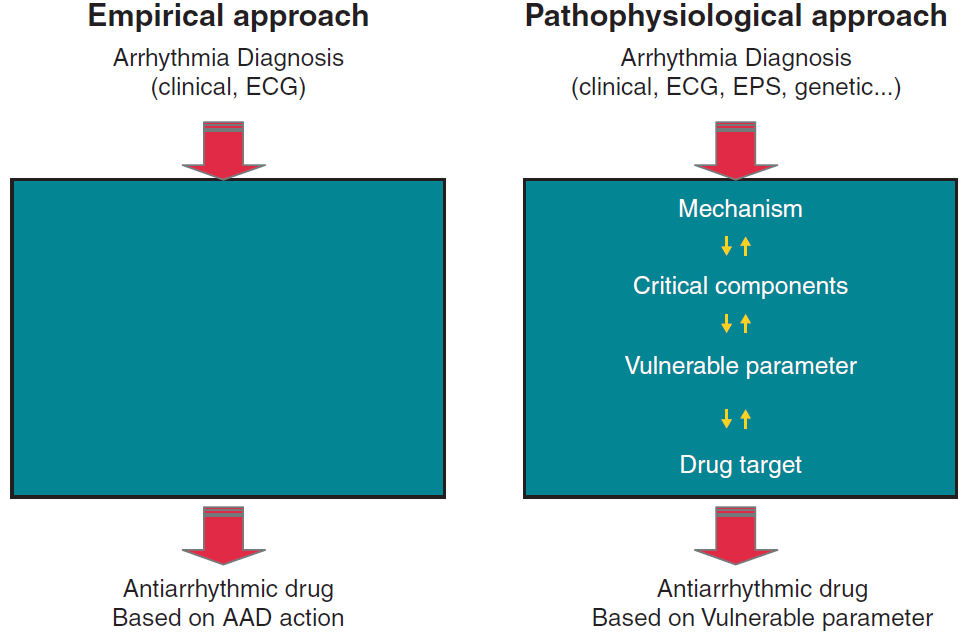 Empirical approach
Arrhythmia Diagnosis
(clinical, ECG)
Antiarrhythmic drug
Based on AAD action
Pathophysiological approach
Arrhythmia Diagnosis
(clinical, ECG, EPS, genetic...)
Mechanism
Critical components
Vulnerable parameter
Drug target
Antiarrhythmic drug
Based on Vulnerable parameter